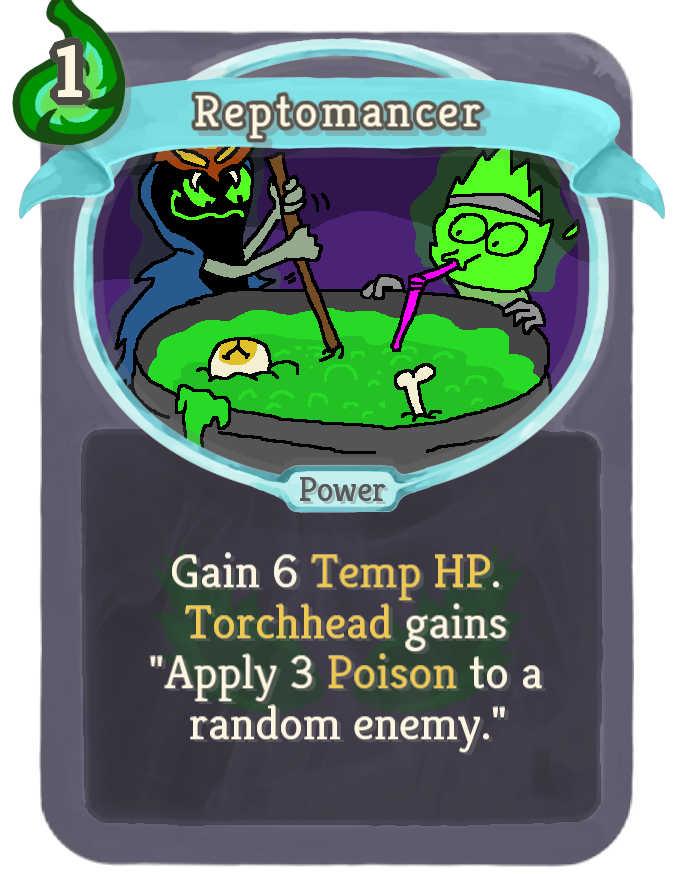 1
Reptomancer
Power
Gain 6 Temp HP.
Torchhead gains
"Apply 3 Poison to a
random enemy."